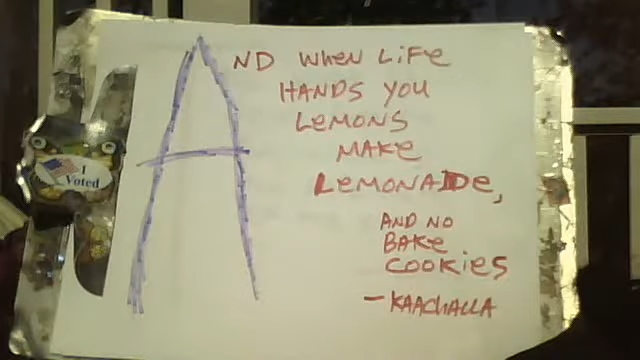 AND WHEN LIFE
HANDS YOU
LEMONS
MAKE
LEMONADE,
AND NO
BAKE
COOKIES
- KAACHALLA
I
Voted